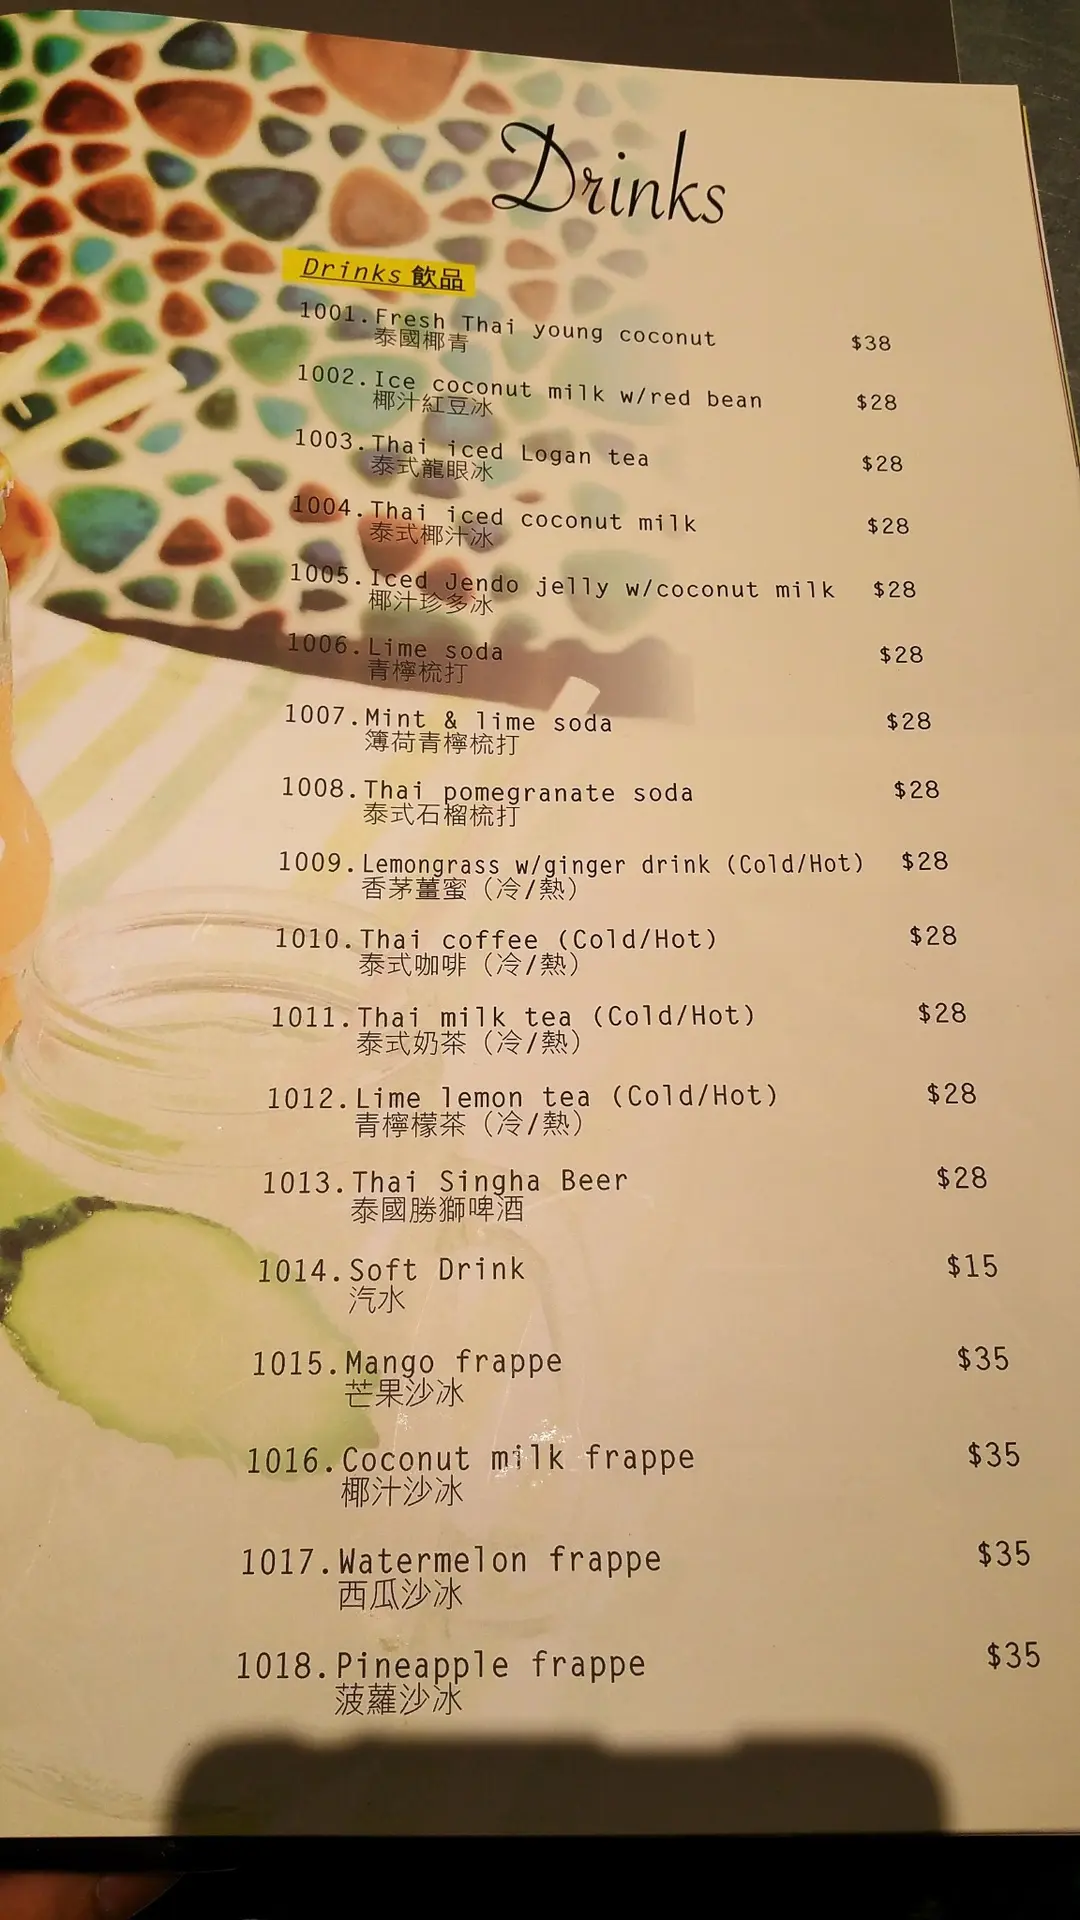 Drinks
Drinks 飲品
1001.Fresh Thai young coconut $38
泰國椰青
1002.Ice coconut milk w/red bean $28
椰汁紅豆冰
1003.Thai iced Logan tea $28
泰式龍眼冰
1004.Thai iced coconut milk $28
泰式椰汁冰
1005.Iced Jendo jelly w/coconut milk $28
椰汁珍多冰
1006.Lime soda $28
青檸梳打
1007.Mint & lime soda $28
簿荷青檸梳打
1008.Thai pomegranate soda $28
泰式石榴梳打
1009.Lemongrass w/ginger drink (Cold/Hot) $28
香茅薑蜜（冷/熱）
1010.Thai coffee (Cold/Hot) $28
泰式咖啡（冷/熱）
1011.Thai milk tea (Cold/Hot) $28
泰式奶茶（冷/熱）
1012.Lime lemon tea (Cold/Hot) $28
青檸檬茶（冷/熱）
1013.Thai Singha Beer $28
泰國勝獅啤酒
1014.Soft Drink $15
汽水
1015.Mango frappe $35
芒果沙冰
1016.Coconut milk frappe $35
椰汁沙冰
1017.Watermelon frappe $35
西瓜沙冰
1018.Pineapple frappe $35
菠蘿沙冰